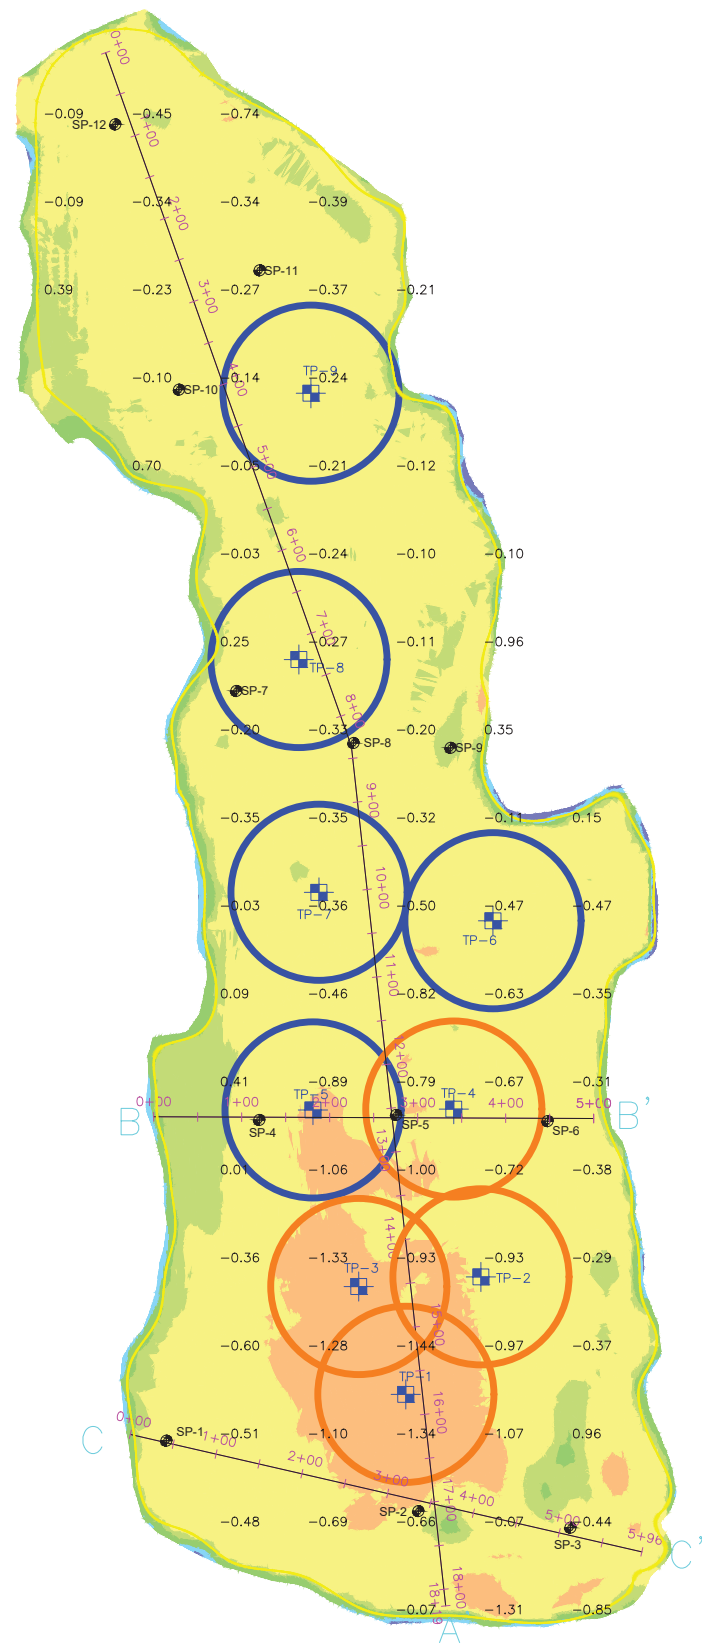 0+00
−0.09 −0.45 −0.74
SP-12
1+00
−0.09 −0.34 −0.34 −0.39
2+00
SP-11
0.39 −0.23 −0.27 −0.37 −0.21
3+00
TP-9
−0.10 −0.14 −0.24
4+00
SP-10
0.70 −0.05 −0.21 −0.12
5+00
−0.03 −0.24 −0.10 −0.10
6+00
7+00
0.25 −0.27 −0.11 −0.96
TP-8
SP-7
8+00
−0.20 −0.33 −0.20 0.35
SP-8
SP-9
9+00
−0.35 −0.35 −0.32 −0.11 0.15
10+00
−0.03 −0.36 −0.50 −0.47 −0.47
TP-7
TP-6
11+00
0.09 −0.46 −0.82 −0.63 −0.35
12+00
0.41 −0.89 −0.79 −0.67 −0.31
TP-5 TP-4
0+00 1+00 2+00 3+00 4+00 5+00
B B'
SP-4 SP-5 SP-6
13+00
0.01 −1.06 −1.00 −0.72 −0.38
14+00
−0.36 −1.33 −0.93 −0.93 −0.29
TP-3
TP-2
15+00
−0.60 −1.28 −1.44 −0.97 −0.37
TP-1
16+00
0+00
C
SP-1
−0.51 −1.10 −1.34 −1.07 0.96
1+00
2+00
3+00
4+00
17+00
SP-2
5+00
−0.48 −0.69 −0.66 −0.07 −0.44
5+96
SP-3
C'
18+00
18+19
−0.07 −1.31 −0.85
A